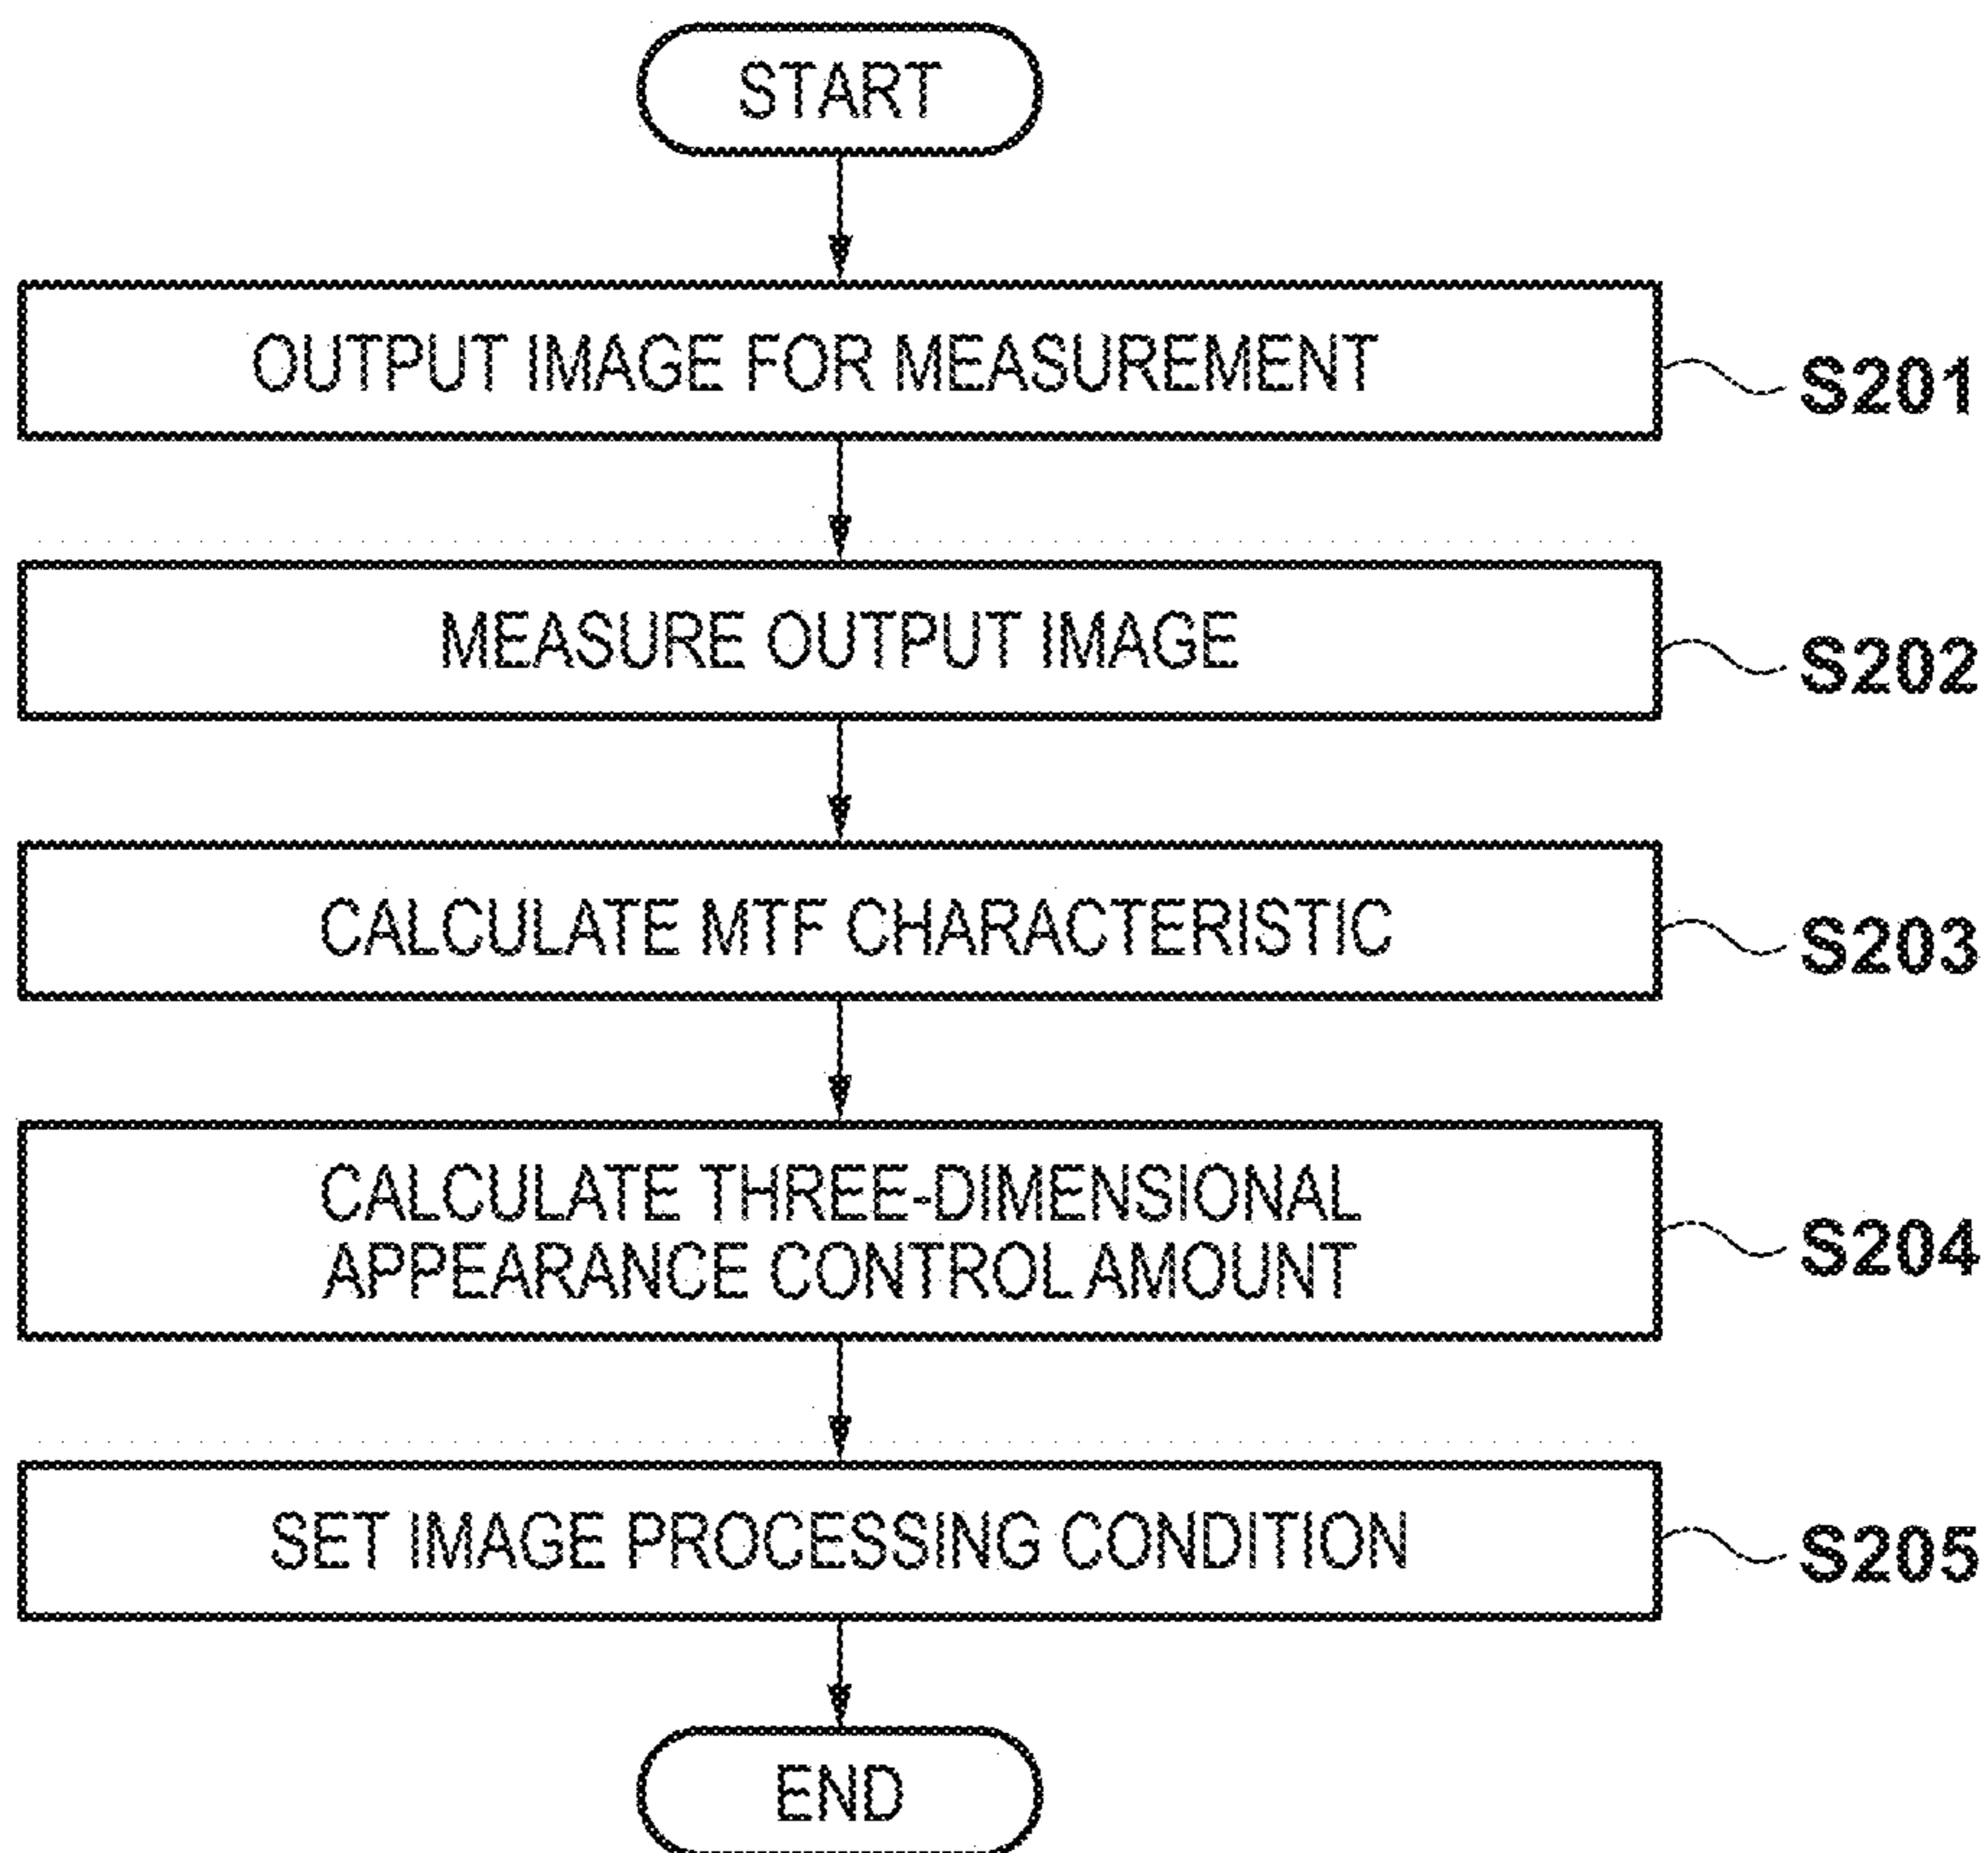 START
OUTPUT IMAGE FOR MEASUREMENT
S201
MEASURE OUTPUT IMAGE
S202
CALCULATE MTF CHARACTERISTIC
S203
CALCULATE THREE-DIMENSIONAL
APPEARANCE CONTROL AMOUNT
S204
SET IMAGE PROCESSING CONDITION
S205
END